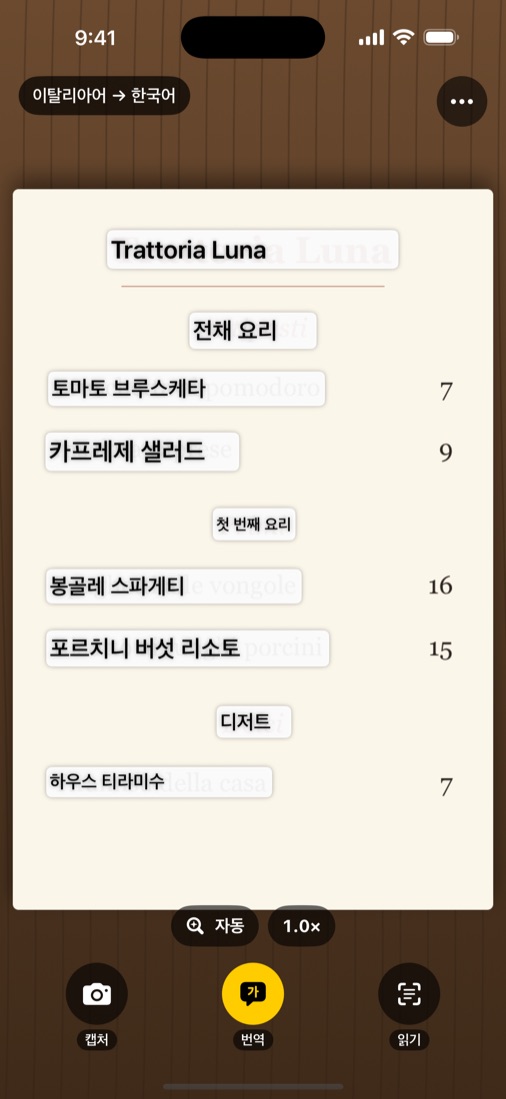 9:41
이탈리아어 → 한국어
Trattoria Luna
전채 요리
토마토 브루스케타 7
카프레제 샐러드 9
첫 번째 요리
봉골레 스파게티 16
포르치니 버섯 리소토 15
디저트
하우스 티라미수 7
자동 1.0×
가
캡처 번역 읽기